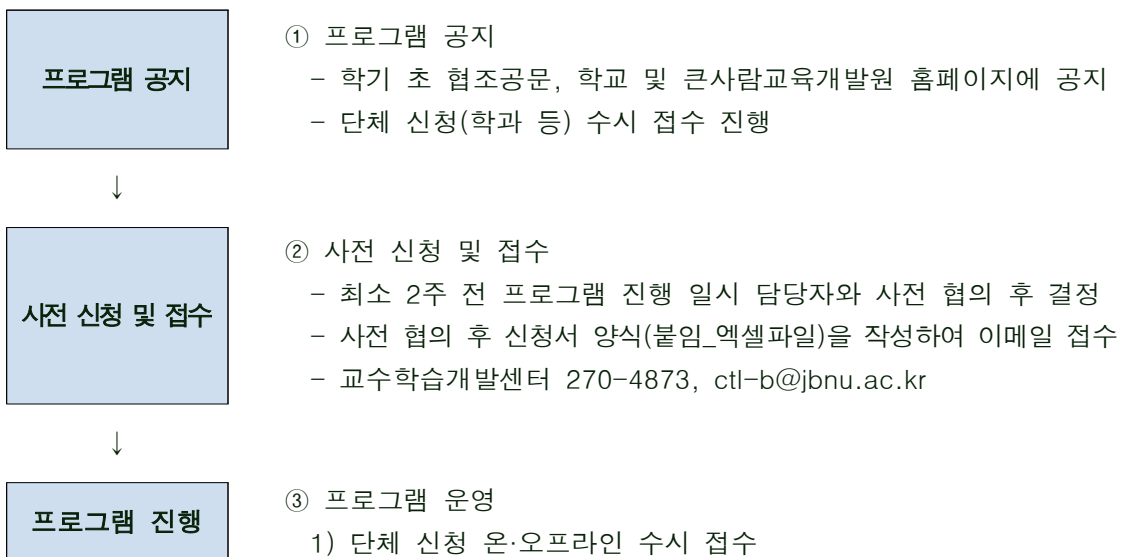 프로그램 공지
① 프로그램 공지
- 학기 초 협조공문, 학교 및 큰사람교육개발원 홈페이지에 공지
- 단체 신청(학과 등) 수시 접수 진행
↓
사전 신청 및 접수
② 사전 신청 및 접수
- 최소 2주 전 프로그램 진행 일시 담당자와 사전 협의 후 결정
- 사전 협의 후 신청서 양식(붙임_엑셀파일)을 작성하여 이메일 접수
- 교수학습개발센터 270-4873, ctl-b@jbnu.ac.kr
↓
프로그램 진행
③ 프로그램 운영
1) 단체 신청 온·오프라인 수시 접수